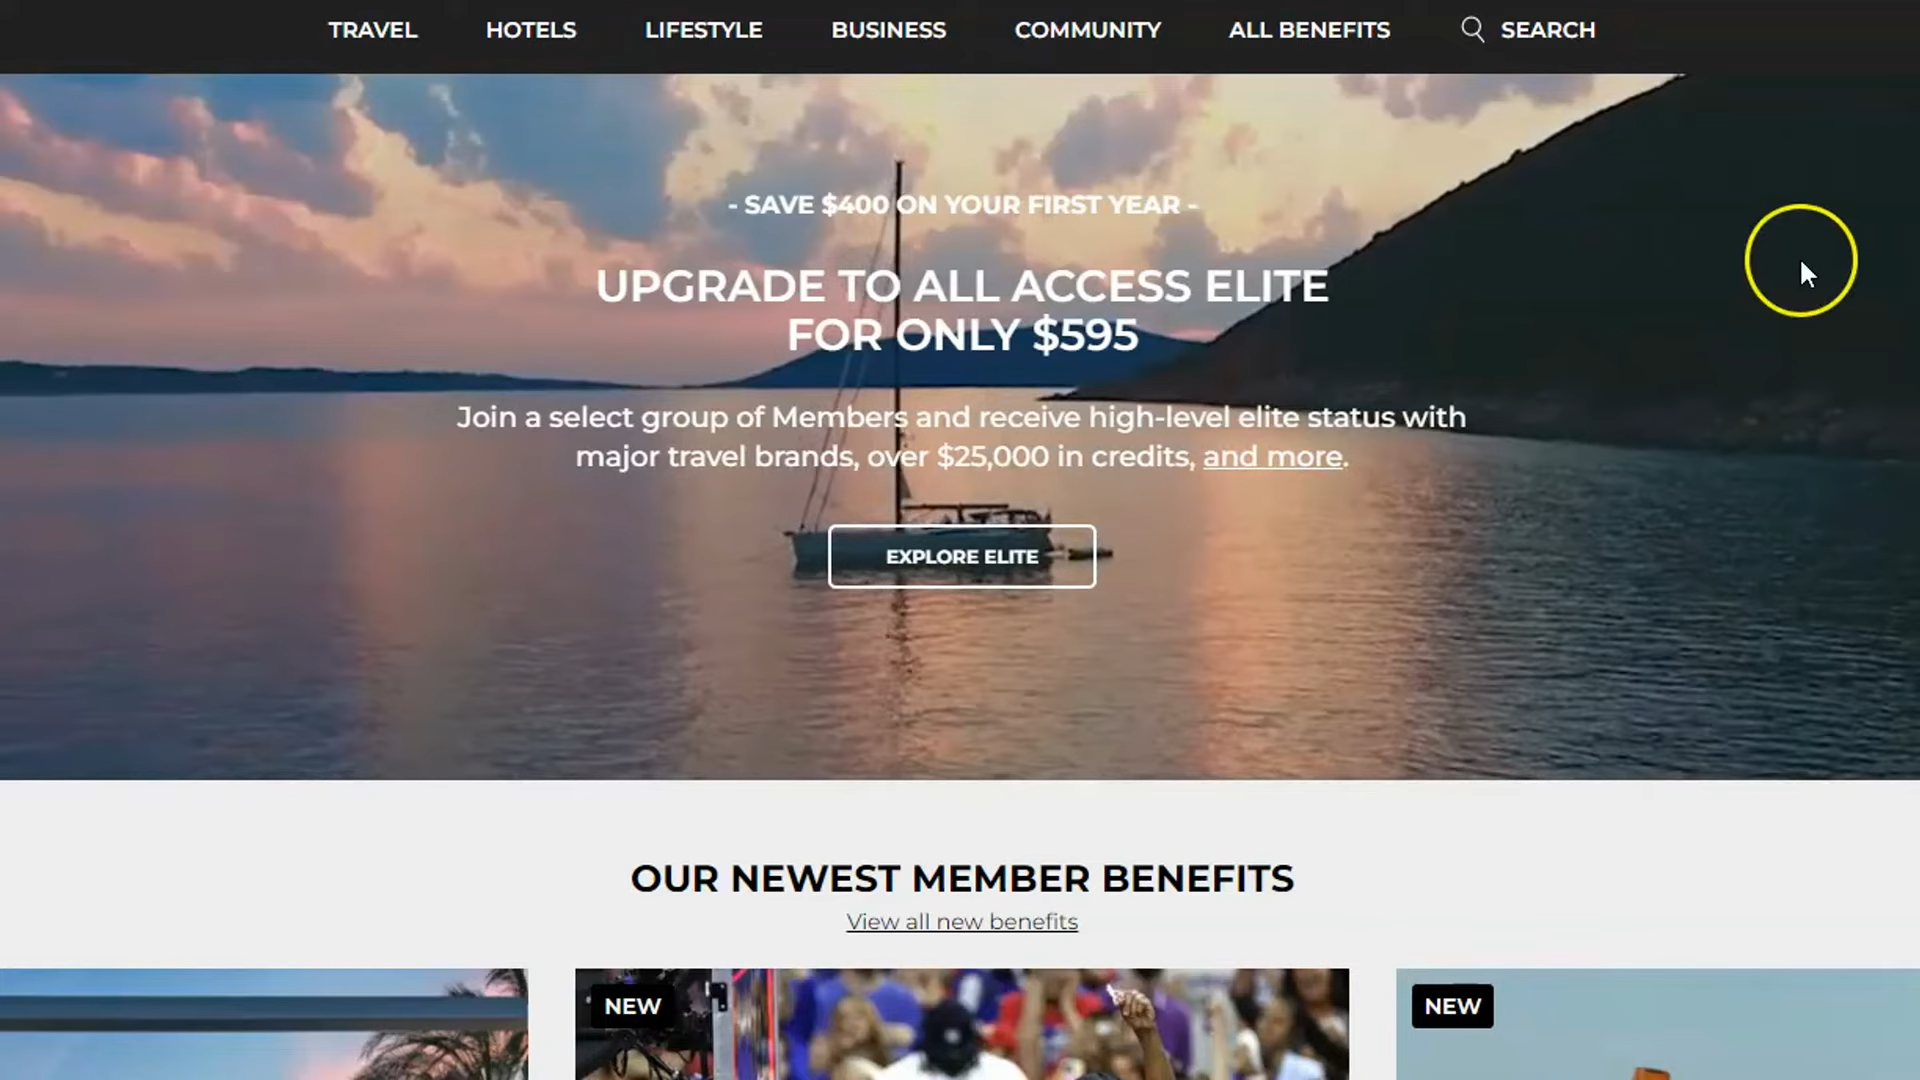 TRAVEL HOTELS LIFESTYLE BUSINESS COMMUNITY ALL BENEFITS SEARCH
- SAVE $400 ON YOUR FIRST YEAR -
UPGRADE TO ALL ACCESS ELITE
FOR ONLY $595
Join a select group of Members and receive high-level elite status with
major travel brands, over $25,000 in credits, and more.
EXPLORE ELITE
OUR NEWEST MEMBER BENEFITS
View all new benefits
NEW
NEW